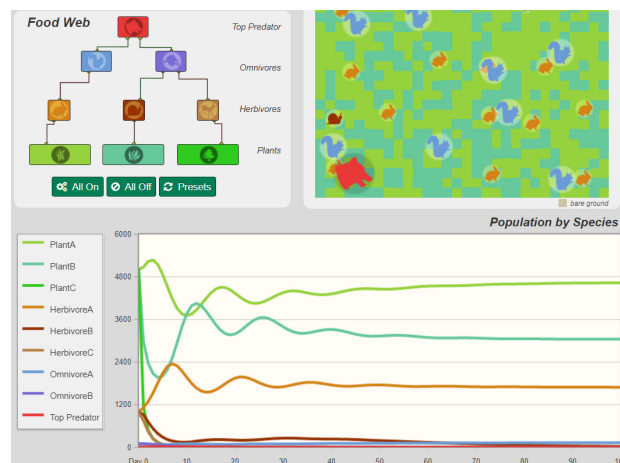 Food Web
Top Predator
Omnivores
Herbivores
Plants
All On
All Off
Presets
bare ground
Population by Species
PlantA
PlantB
PlantC
HerbivoreA
HerbivoreB
HerbivoreC
OmnivoreA
OmnivoreB
Top Predator
6000
4800
3600
2400
1200
0
Day 0 10 20 30 40 50 60 70 80 90